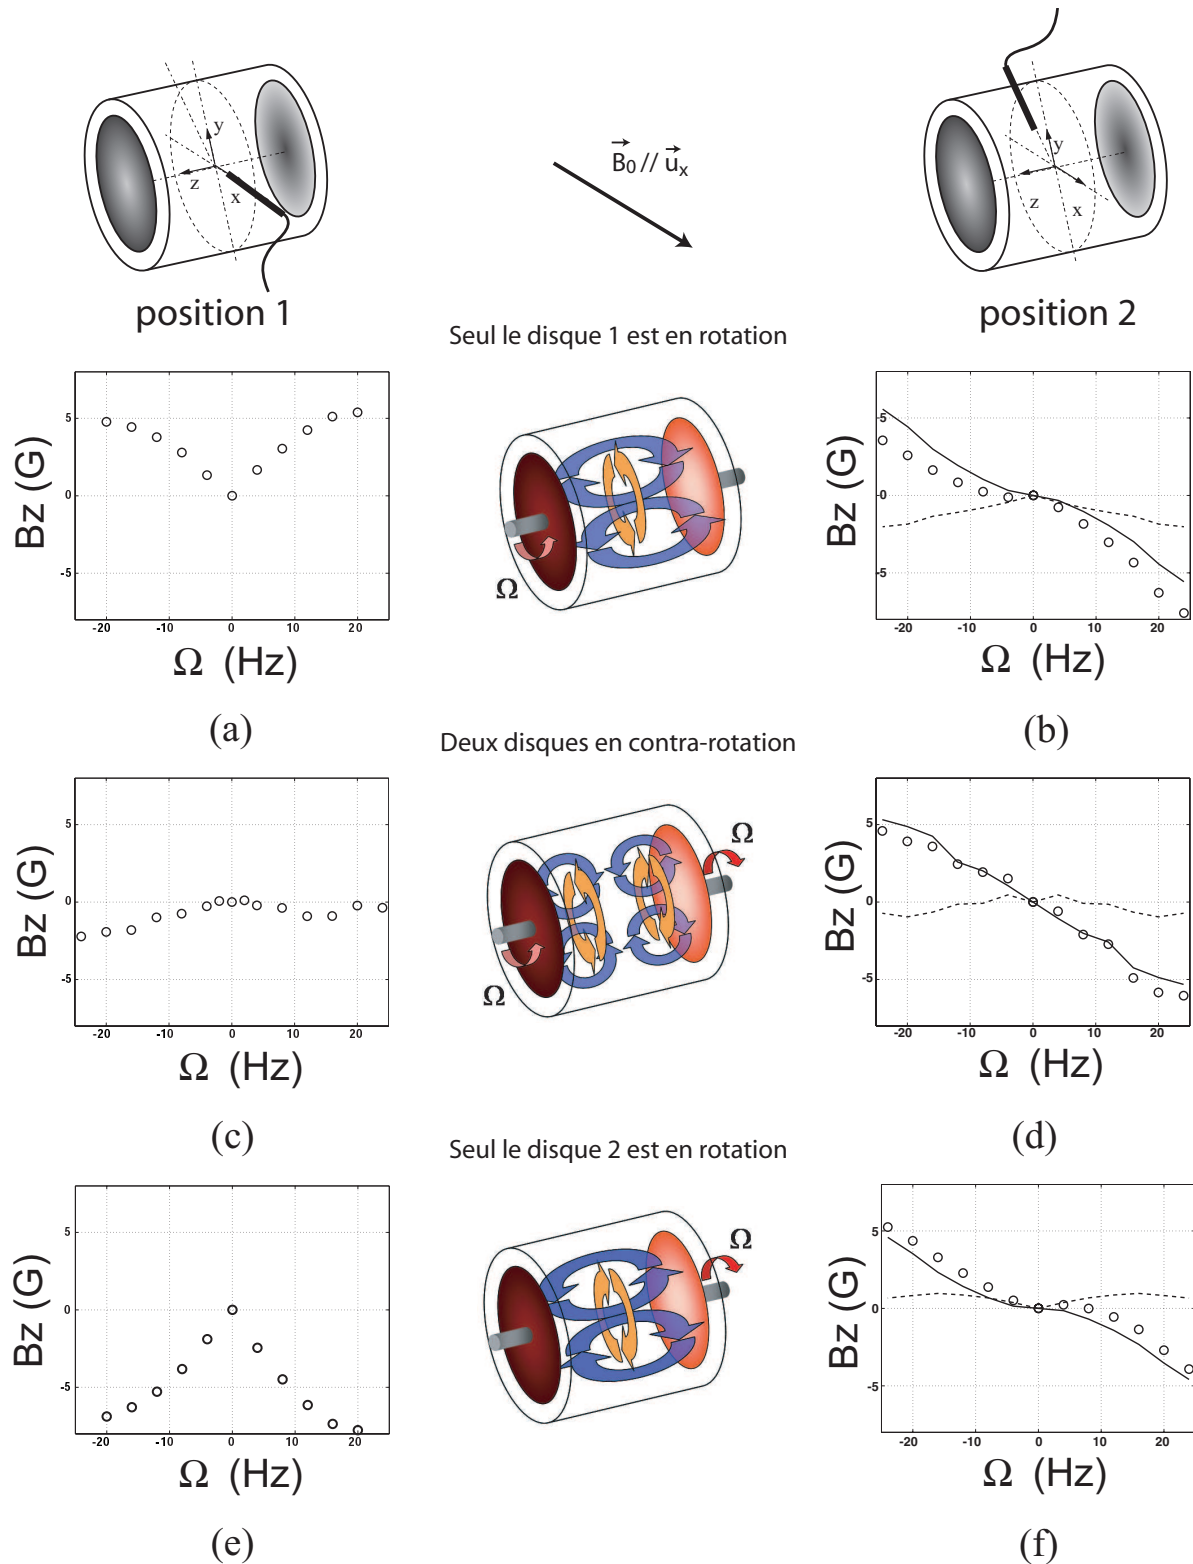 y
z
x
position 1
B₀ // uₓ
y
z
x
position 2
Seul le disque 1 est en rotation
5
0
-5
-20
-10
0
10
20
Bz (G)
Ω (Hz)
(a)
Ω
5
0
-5
-20
-10
0
10
20
Bz (G)
Ω (Hz)
(b)
Deux disques en contra-rotation
5
0
-5
-20
-10
0
10
20
Bz (G)
Ω (Hz)
(c)
Ω
Ω
5
0
-5
-20
-10
0
10
20
Bz (G)
Ω (Hz)
(d)
Seul le disque 2 est en rotation
5
0
-5
-20
-10
0
10
20
Bz (G)
Ω (Hz)
(e)
Ω
5
0
-5
-20
-10
0
10
20
Bz (G)
Ω (Hz)
(f)